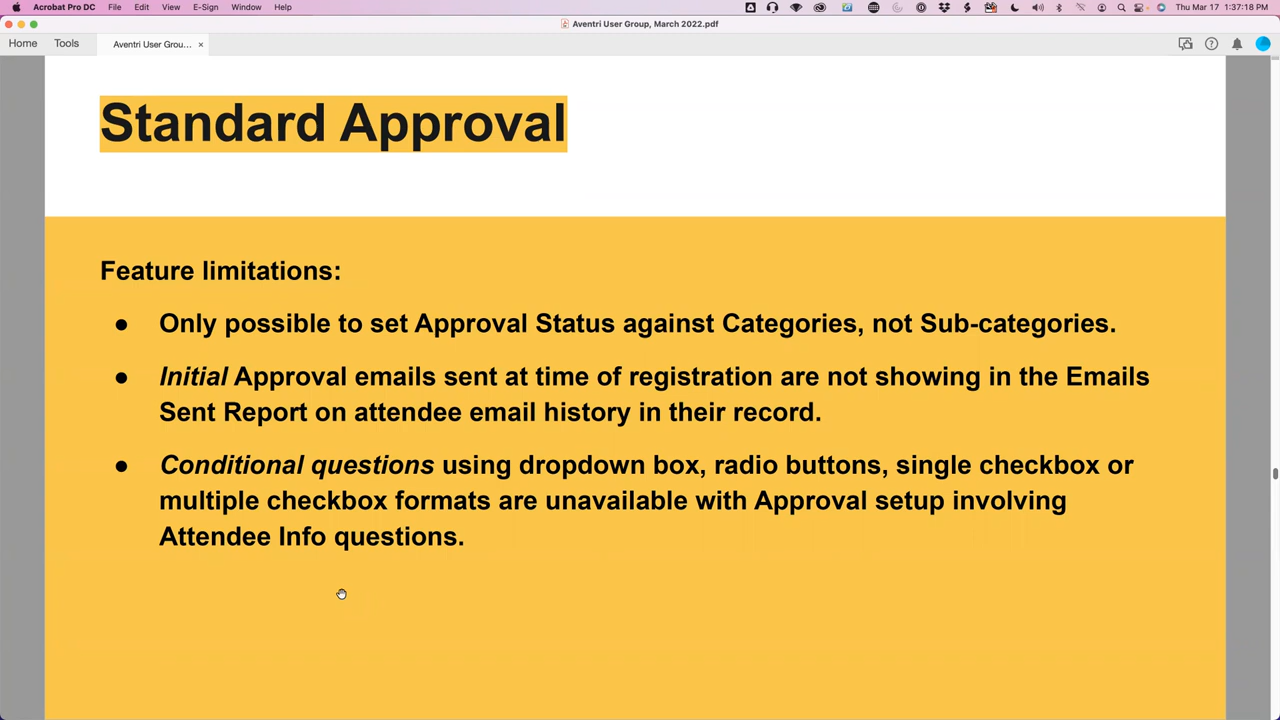 Acrobat Pro DC File Edit View E-Sign Window Help Thu Mar 17 1:37:18 PM
Aventri User Group, March 2022.pdf
Home Tools Aventri User Grou... ×
Standard Approval
Feature limitations:
● Only possible to set Approval Status against Categories, not Sub-categories.
● Initial Approval emails sent at time of registration are not showing in the Emails
Sent Report on attendee email history in their record.
● Conditional questions using dropdown box, radio buttons, single checkbox or
multiple checkbox formats are unavailable with Approval setup involving
Attendee Info questions.